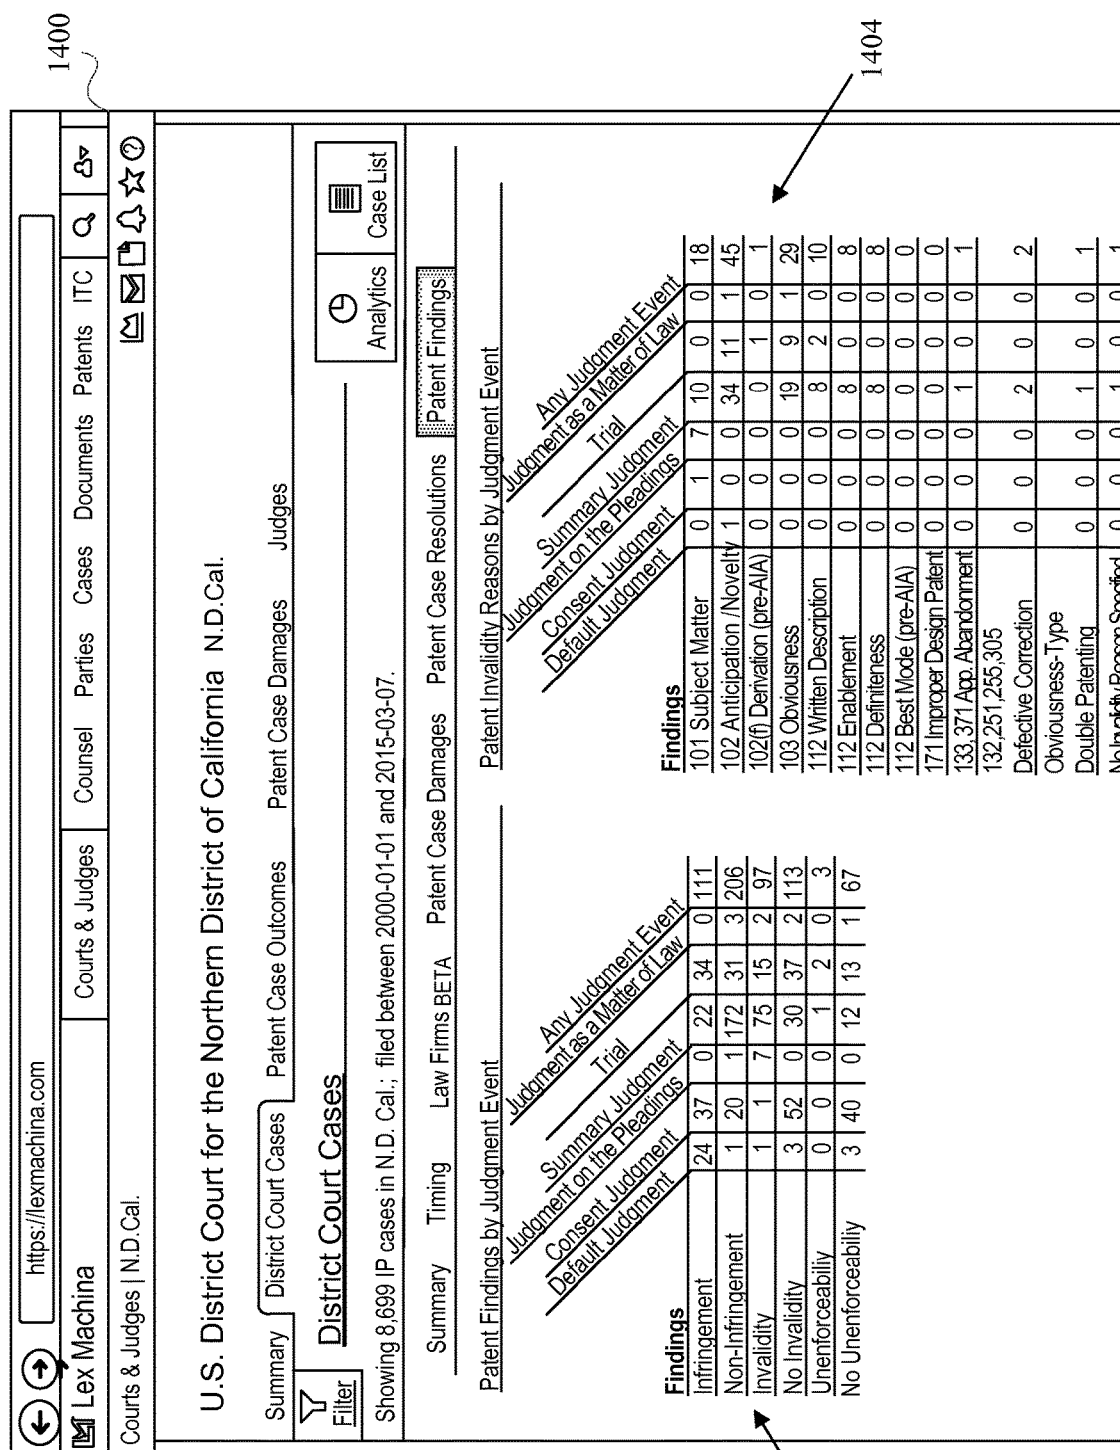 1400
https://lexmachina.com
Lex Machina
Courts & Judges Counsel Parties Cases Documents Patents ITC
Courts & Judges | N.D.Cal.
U.S. District Court for the Northern District of California N.D.Cal.
Summary District Court Cases Patent Case Outcomes Patent Case Damages Judges
Filter
District Court Cases
Analytics
Case List
Showing 8,699 IP cases in N.D. Cal.; filed between 2000-01-01 and 2015-03-07.
Summary Timing Law Firms BETA Patent Case Damages Patent Case Resolutions Patent Findings
Patent Findings by Judgment Event
Default Judgment
Consent Judgment
Judgment on the Pleadings
Summary Judgment
Trial
Judgment as a Matter of Law
Any Judgment Event
Findings
Infringement 24 37 0 22 34 0 111
Non-Infringement 1 20 1 172 31 3 206
Invalidity 1 1 7 75 15 2 97
No Invalidity 3 52 0 30 37 2 113
Unenforceabiliy 0 0 0 1 2 0 3
No Unenforceabiliy 3 40 0 12 13 1 67
Patent Invalidity Reasons by Judgment Event
Default Judgment
Consent Judgment
Judgment on the Pleadings
Summary Judgment
Trial
Judgment as a Matter of Law
Any Judgment Event
1404
Findings
101 Subject Matter 0 1 7 10 0 0 18
102 Anticipation /Novelty 1 0 0 34 11 1 45
102(f) Derivation (pre-AIA) 0 0 0 0 1 0 1
103 Obviousness 0 0 0 19 9 1 29
112 Written Description 0 0 0 8 2 0 10
112 Enablement 0 0 0 8 0 0 8
112 Definiteness 0 0 0 8 0 0 8
112 Best Mode (pre-AIA) 0 0 0 0 0 0 0
171 Improper Design Patent 0 0 0 0 0 0 0
133,371 App. Abandonment 0 0 0 1 0 0 1
132,251,255,305
Defective Correction 0 0 0 2 0 0 2
Obviousness-Type
Double Patenting 0 0 0 1 0 0 1
No Invalidity Reason Specified 0 0 0 1 0 0 1